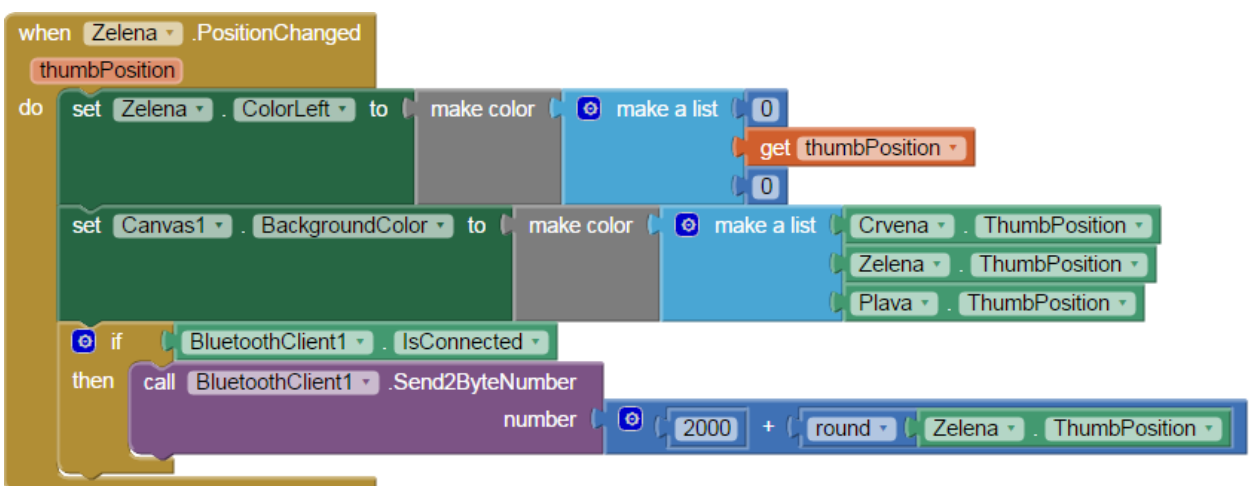 when Zelena .PositionChanged
thumbPosition
do set Zelena . ColorLeft to make color make a list 0
get thumbPosition
0
set Canvas1 . BackgroundColor to make color make a list Crvena . ThumbPosition
Zelena . ThumbPosition
Plava . ThumbPosition
if BluetoothClient1 . IsConnected
then call BluetoothClient1 .Send2ByteNumber
number 2000 + round Zelena . ThumbPosition